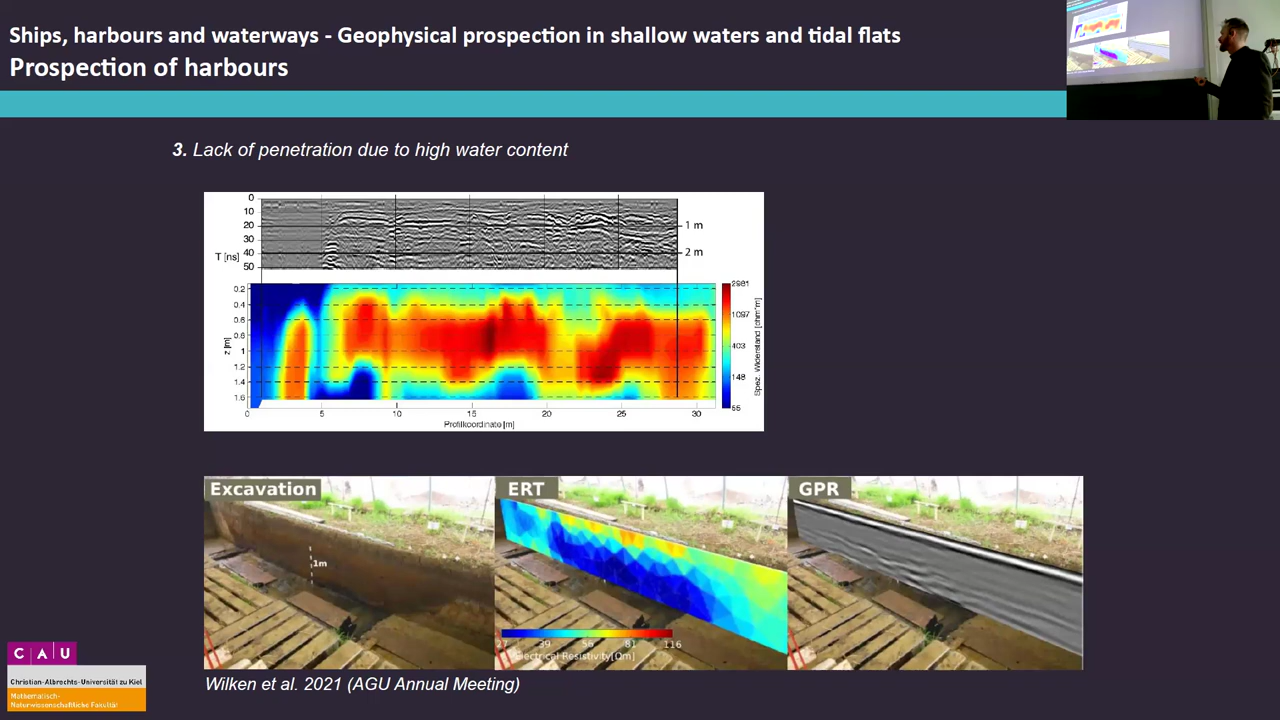 Ships, harbours and waterways - Geophysical prospection in shallow waters and tidal flats
Prospection of harbours
3. Lack of penetration due to high water content
0
10
20
30
T [ns] 40
50
1 m
2 m
0.2
0.4
0.6
0.8
z [m]
1
1.2
1.4
1.6
0 5 10 15 20 25 30
Profilkoordinate [m]
2981
1097
403
148
55
Spez. Widerstand [ohm*m]
Excavation
1m
ERT
27 39 56 81 116
Electrical Resistivity[Ωm]
GPR
Wilken et al. 2021 (AGU Annual Meeting)
C A U
Christian-Albrechts-Universität zu Kiel
Mathematisch-
Naturwissenschaftliche Fakultät